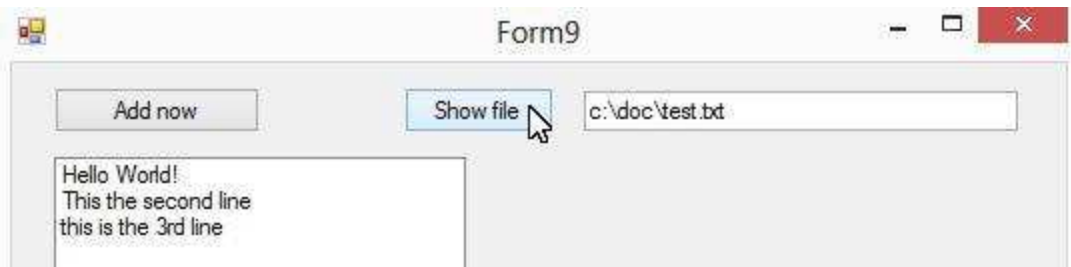 Form9
Add now
Show file
c:\doc\test.txt
Hello World!
This the second line
this is the 3rd line